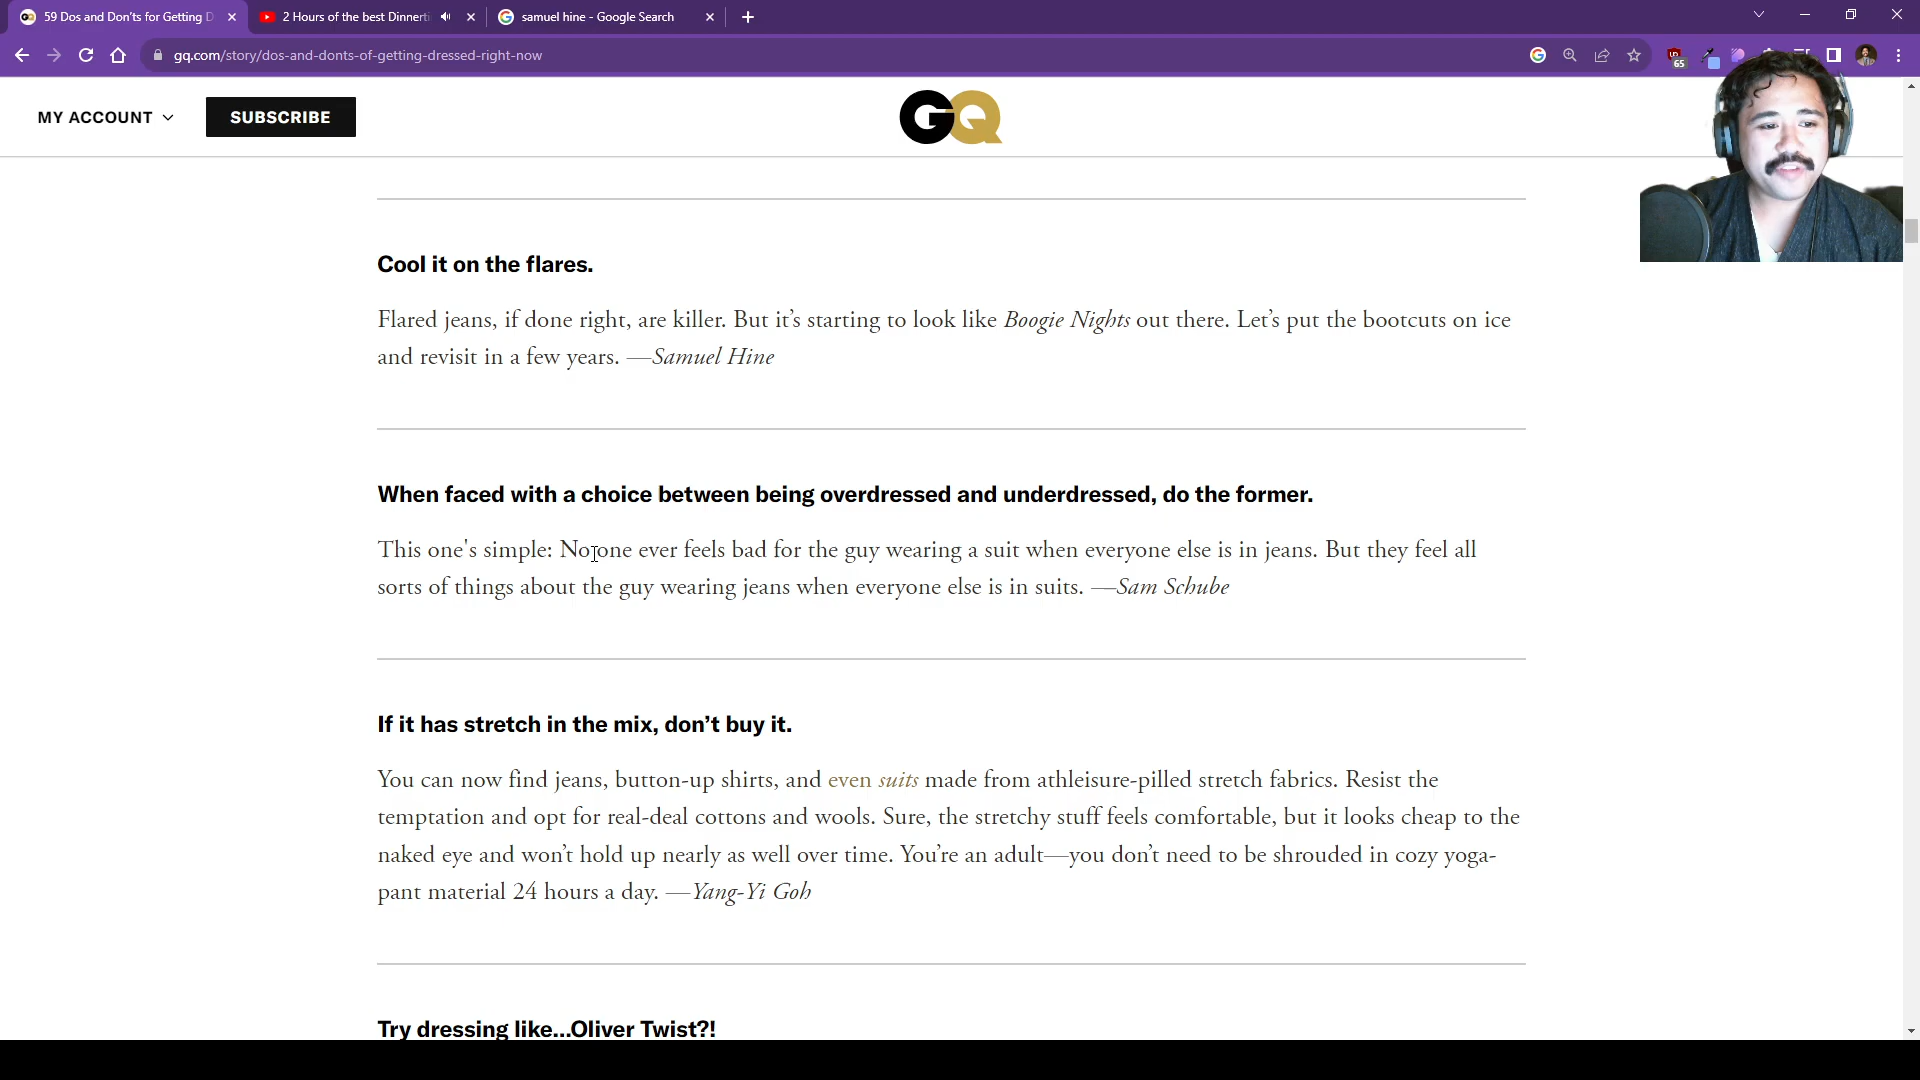 59 Dos and Don'ts for Getting D
2 Hours of the best Dinnerti
samuel hine - Google Search
gq.com/story/dos-and-donts-of-getting-dressed-right-now
65
MY ACCOUNT
SUBSCRIBE
GQ
Cool it on the flares.
Flared jeans, if done right, are killer. But it’s starting to look like Boogie Nights out there. Let’s put the bootcuts on ice
and revisit in a few years. —Samuel Hine
When faced with a choice between being overdressed and underdressed, do the former.
This one's simple: No one ever feels bad for the guy wearing a suit when everyone else is in jeans. But they feel all
sorts of things about the guy wearing jeans when everyone else is in suits. —Sam Schube
If it has stretch in the mix, don’t buy it.
You can now find jeans, button-up shirts, and even suits made from athleisure-pilled stretch fabrics. Resist the
temptation and opt for real-deal cottons and wools. Sure, the stretchy stuff feels comfortable, but it looks cheap to the
naked eye and won’t hold up nearly as well over time. You’re an adult—you don’t need to be shrouded in cozy yoga-
pant material 24 hours a day. —Yang-Yi Goh
Try dressing like...Oliver Twist?!